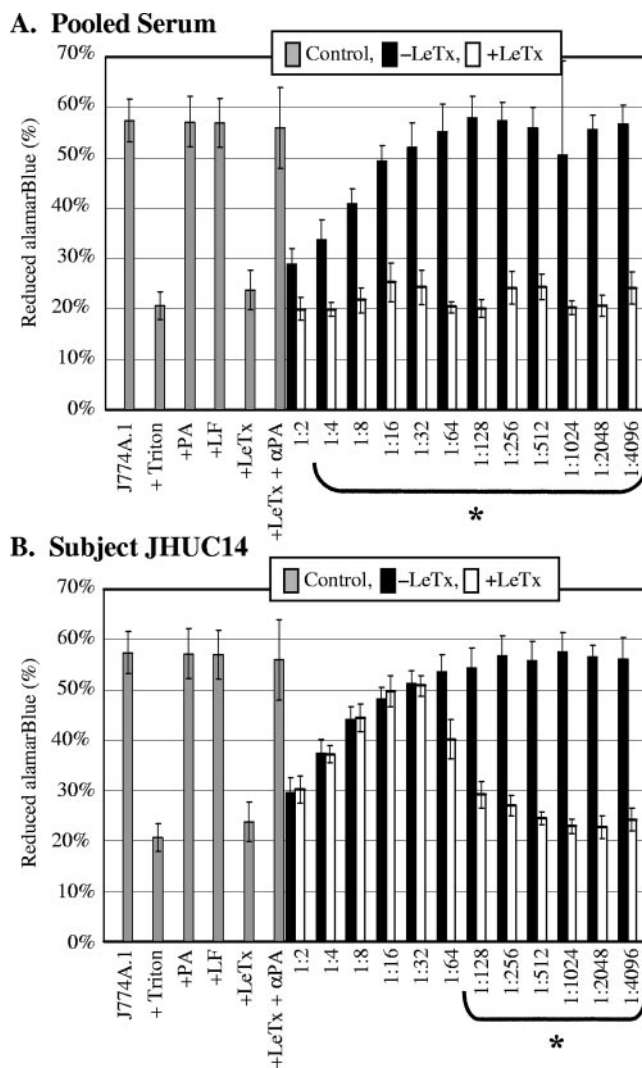 A. Pooled Serum
Control, –LeTx, +LeTx
Reduced alamarBlue (%)
70%
60%
50%
40%
30%
20%
10%
0%
J774A.1
+ Triton
+PA
+LF
+LeTx
+LeTx + αPA
1:2
1:4
1:8
1:16
1:32
1:64
1:128
1:256
1:512
1:1024
1:2048
1:4096
*
B. Subject JHUC14
Control, –LeTx, +LeTx
Reduced alamarBlue (%)
70%
60%
50%
40%
30%
20%
10%
0%
J774A.1
+ Triton
+PA
+LF
+LeTx
+LeTx + αPA
1:2
1:4
1:8
1:16
1:32
1:64
1:128
1:256
1:512
1:1024
1:2048
1:4096
*